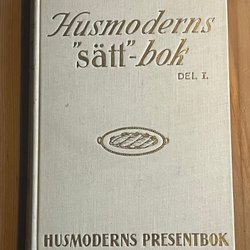 Husmoderns
"sätt"-bok
DEL I.
HUSMODERNS PRESENTBOK